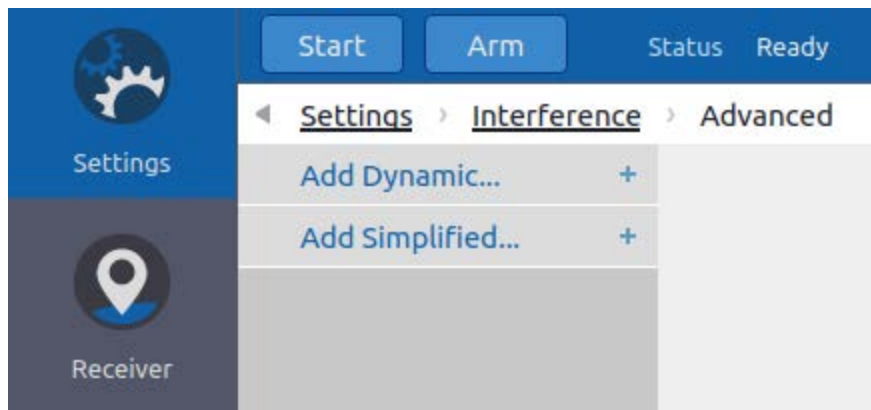 Start Arm Status Ready
Settings › Interference › Advanced
Settings
Add Dynamic... +
Add Simplified... +
Receiver